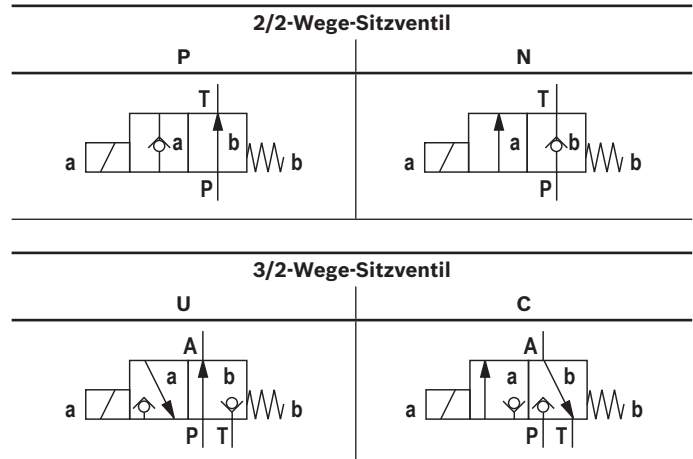 2/2-Wege-Sitzventil
P N
T T
a a b b a a b b
P P
3/2-Wege-Sitzventil
U C
A A
a b a b
a b a b
P T P T